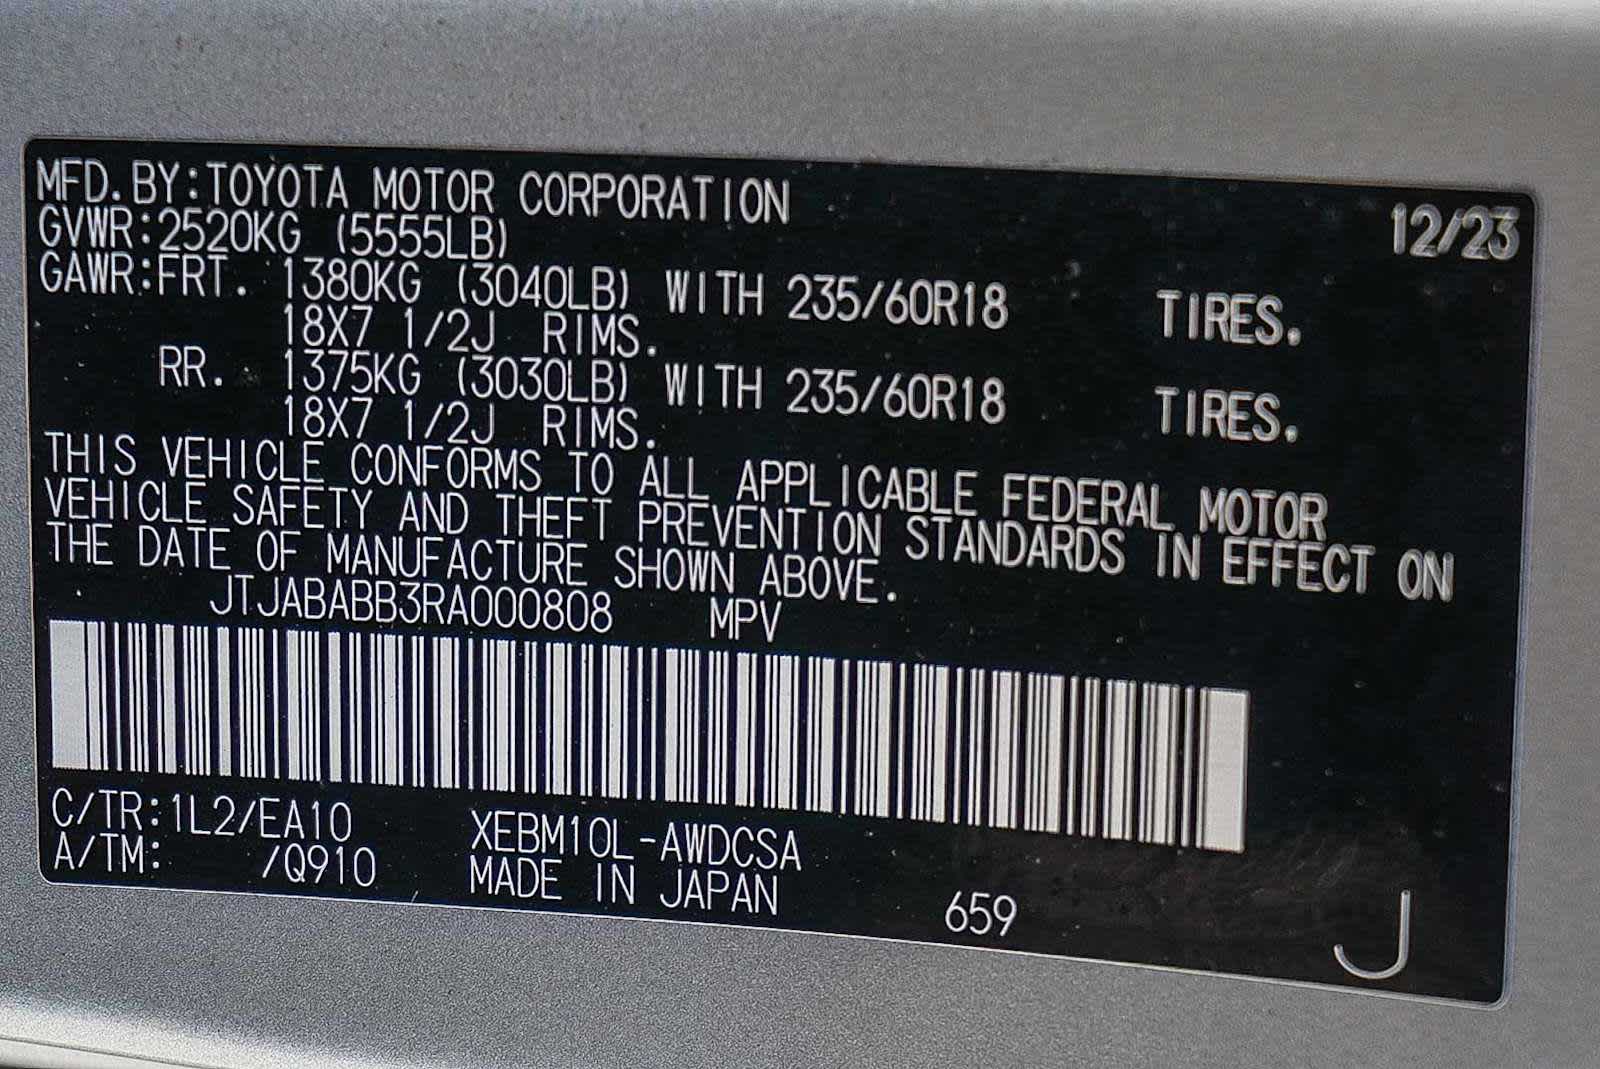 MFD.BY:TOYOTA MOTOR CORPORATION 12/23
GVWR:2520KG (5555LB)
GAWR:FRT. 1380KG (3040LB) WITH 235/60R18 TIRES.
18X7 1/2J RIMS.
RR. 1375KG (3030LB) WITH 235/60R18 TIRES.
18X7 1/2J RIMS.
THIS VEHICLE CONFORMS TO ALL APPLICABLE FEDERAL MOTOR
VEHICLE SAFETY AND THEFT PREVENTION STANDARDS IN EFFECT ON
THE DATE OF MANUFACTURE SHOWN ABOVE.
JTJABABB3RA000808 MPV
C/TR:1L2/EA10 XEBM10L-AWDCSA
A/TM: /Q910 MADE IN JAPAN 659 J